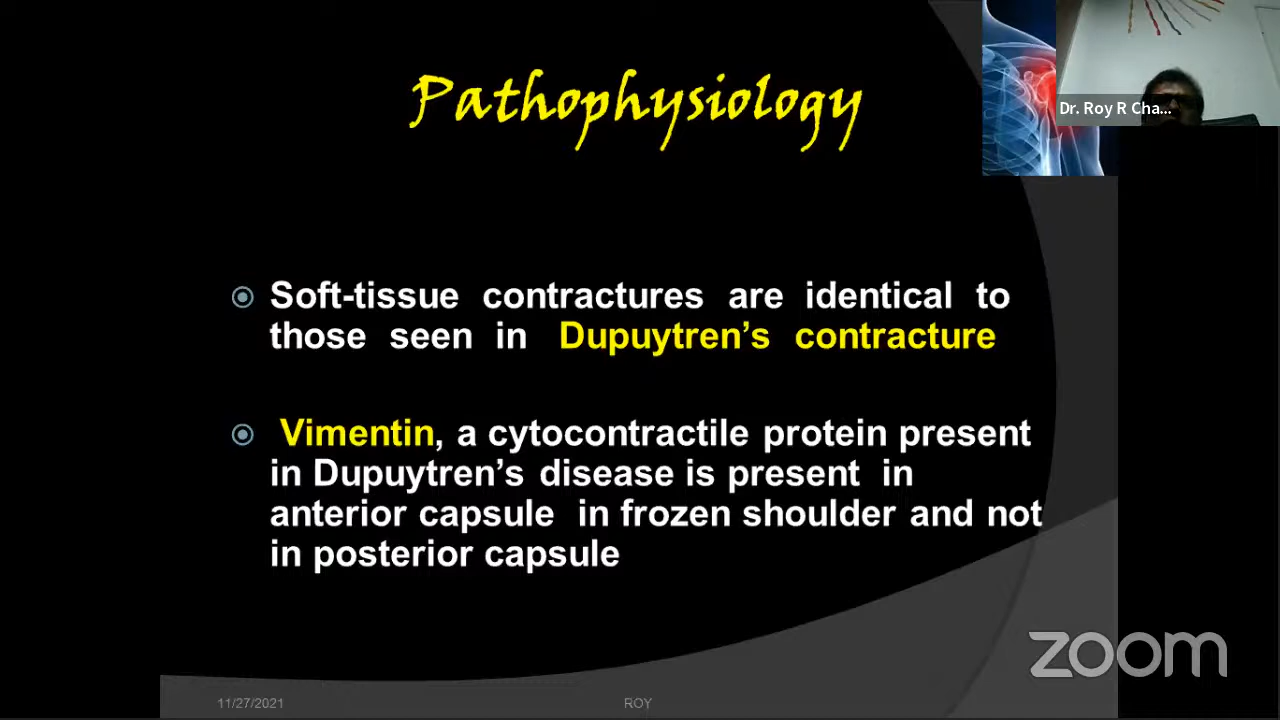 Pathophysiology
Dr. Roy R Cha...
Soft-tissue contractures are identical to
those seen in Dupuytren’s contracture
Vimentin, a cytocontractile protein present
in Dupuytren’s disease is present in
anterior capsule in frozen shoulder and not
in posterior capsule
zoom
11/27/2021
ROY